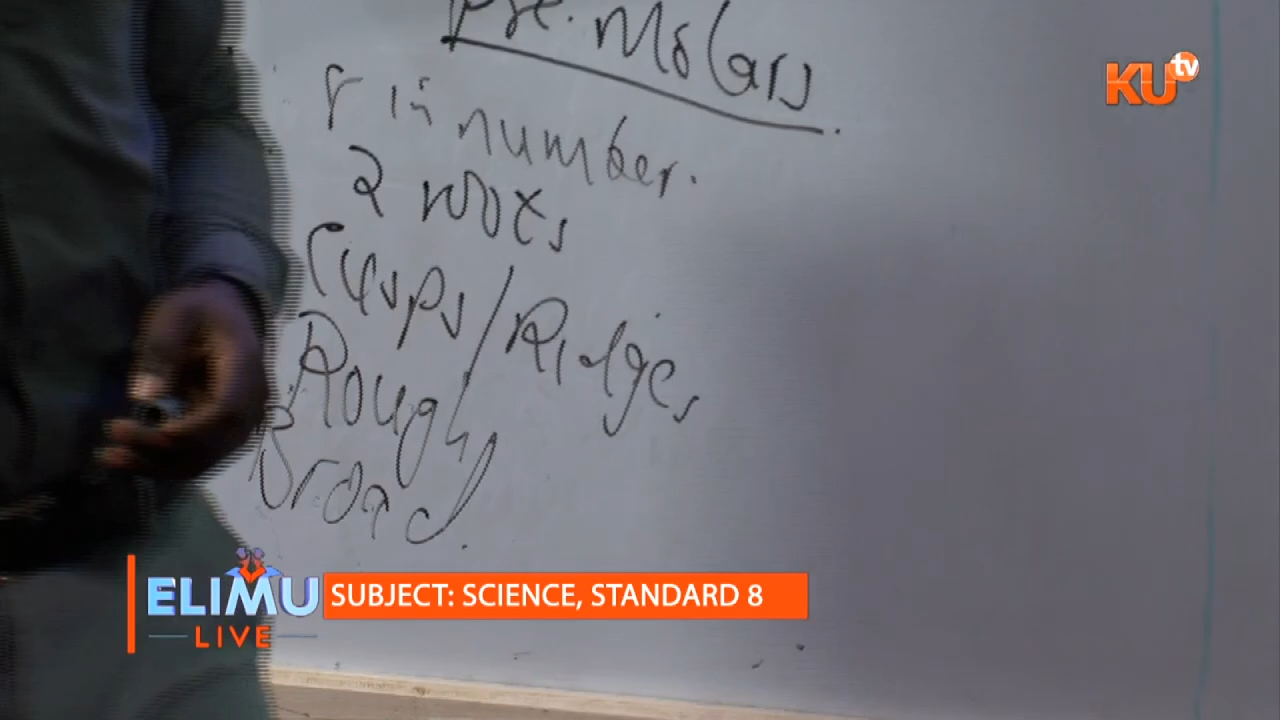 Pre. Molars
8 in number.
2 roots
Cusps/Ridges
Rough
Broad.
KU tv
ELIMU LIVE
SUBJECT: SCIENCE, STANDARD 8